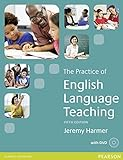 The Practice of
English Language
Teaching
FIFTH EDITION
Jeremy Harmer
with DVD
PEARSON